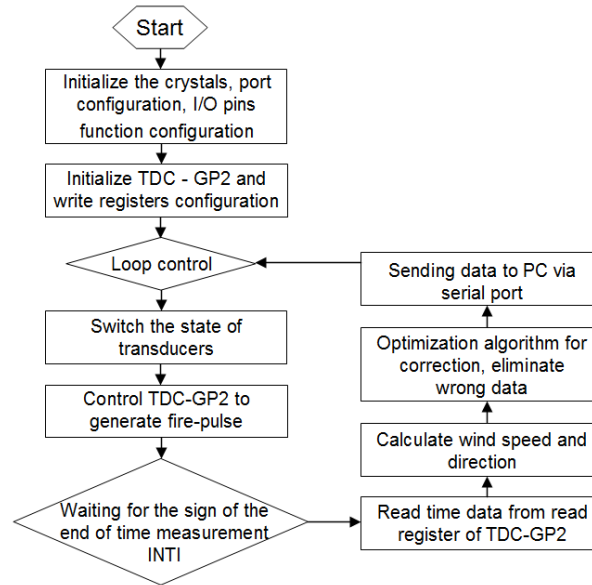 Start
Initialize the crystals, port
configuration, I/O pins
function configuration
Initialize TDC - GP2 and
write registers configuration
Loop control
Switch the state of
transducers
Control TDC-GP2 to
generate fire-pulse
Waiting for the sign of the
end of time measurement
INTI
Read time data from read
register of TDC-GP2
Calculate wind speed and
direction
Optimization algorithm for
correction, eliminate
wrong data
Sending data to PC via
serial port